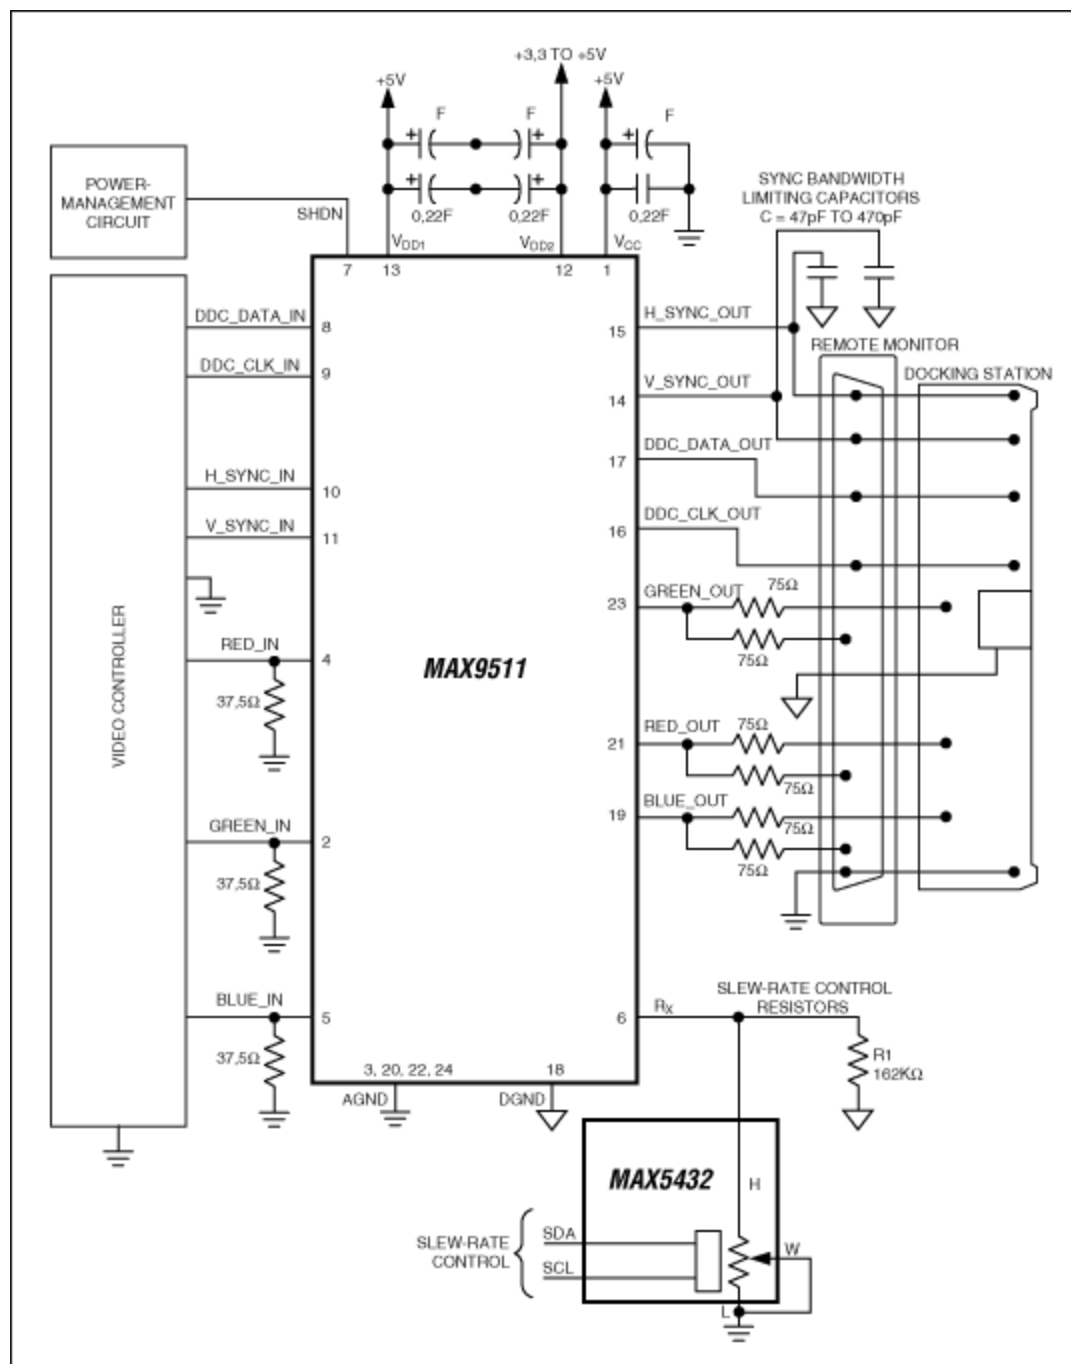 +3,3 TO +5V
+5V
+5V
F
F
F
POWER-
MANAGEMENT
CIRCUIT
SHDN
0,22F
0,22F
0,22F
SYNC BANDWIDTH
LIMITING CAPACITORS
C = 47pF TO 470pF
VDD1
VDD2
VCC
7
13
12
1
DDC_DATA_IN
8
H_SYNC_OUT
15
REMOTE MONITOR
DDC_CLK_IN
9
V_SYNC_OUT
14
DOCKING STATION
DDC_DATA_OUT
17
H_SYNC_IN
10
DDC_CLK_OUT
16
V_SYNC_IN
11
GREEN_OUT
23
75Ω
75Ω
VIDEO CONTROLLER
RED_IN
4
MAX9511
37,5Ω
RED_OUT
21
75Ω
75Ω
BLUE_OUT
19
75Ω
75Ω
GREEN_IN
2
37,5Ω
BLUE_IN
5
37,5Ω
6
RX
SLEW-RATE CONTROL
RESISTORS
R1
162KΩ
3, 20, 22, 24
18
AGND
DGND
MAX5432
H
SLEW-RATE
CONTROL
SDA
SCL
W
L